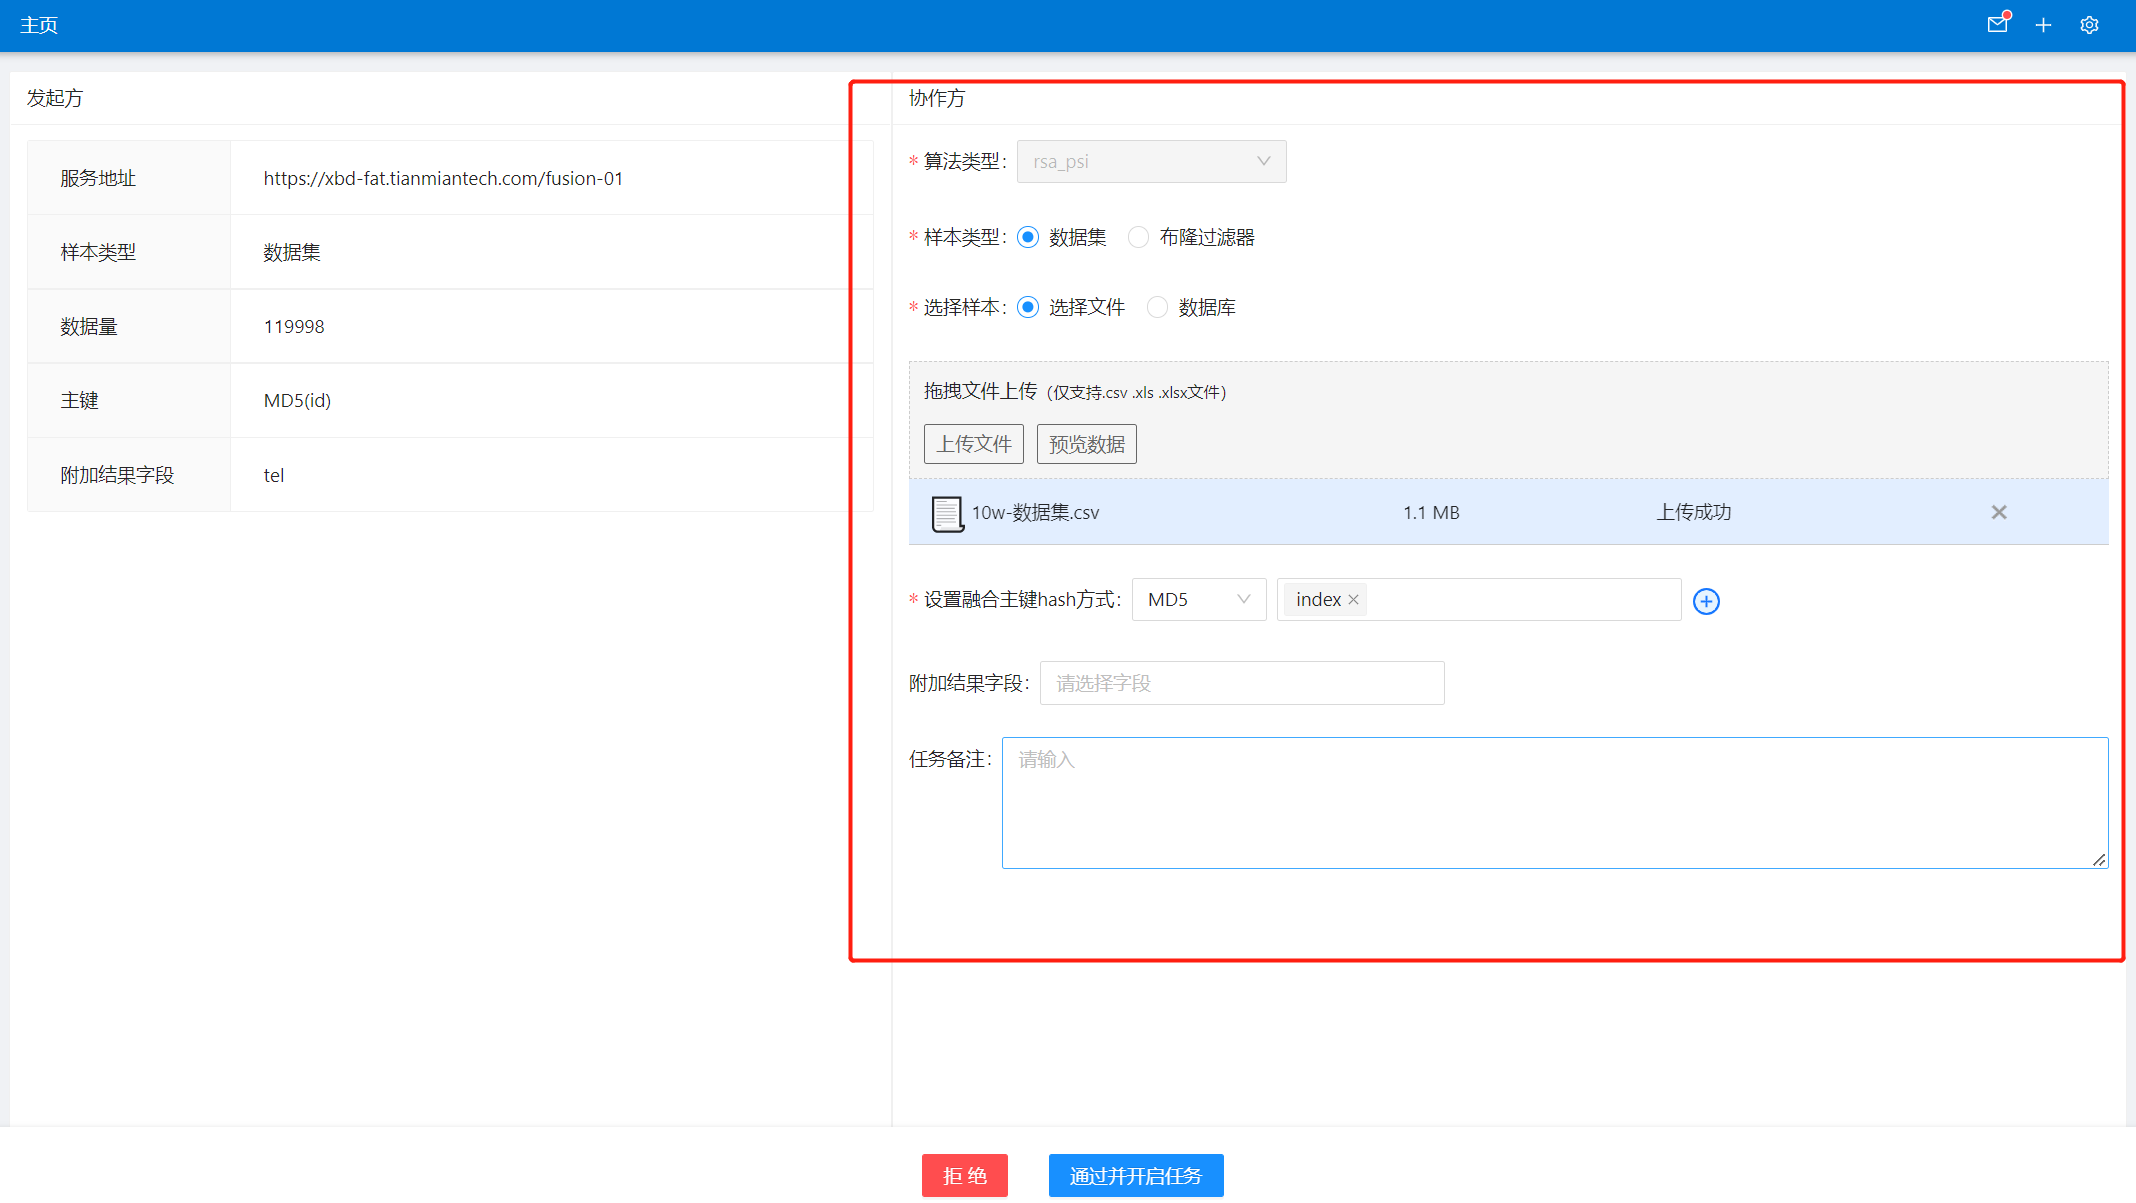 主页
发起方
服务地址 https://xbd-fat.tianmiantech.com/fusion-01
样本类型 数据集
数据量 119998
主键 MD5(id)
附加结果字段 tel
协作方
* 算法类型: rsa_psi
* 样本类型: 数据集 布隆过滤器
* 选择样本: 选择文件 数据库
拖拽文件上传 (仅支持.csv .xls .xlsx文件)
上传文件 预览数据
10w-数据集.csv 1.1 MB 上传成功
* 设置融合主键hash方式: MD5 index
附加结果字段: 请选择字段
任务备注: 请输入
拒 绝 通过并开启任务